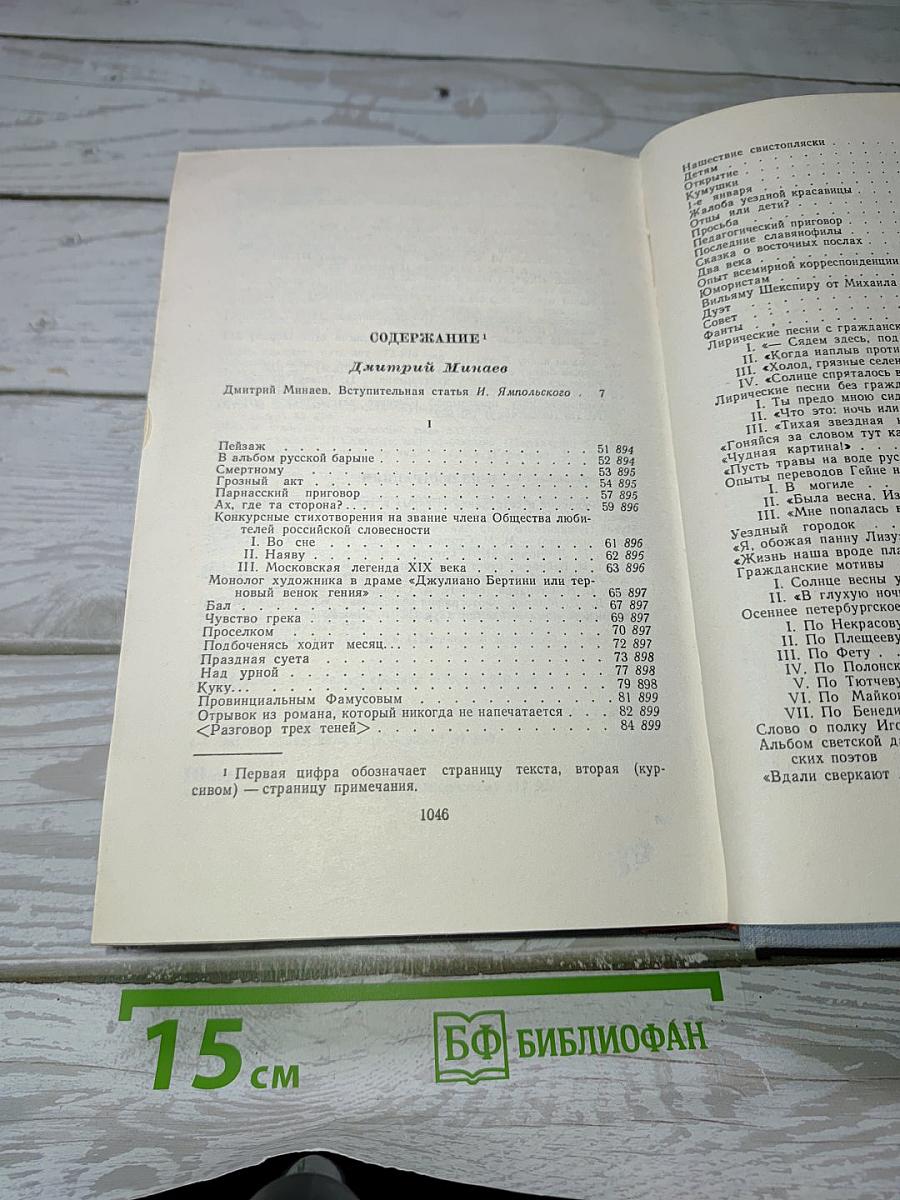 СОДЕРЖАНИЕ ¹
Дмитрий Минаев
Дмитрий Минаев. Вступительная статья И. Ямпольского . 7
I
Пейзаж . . . . . . . . . . 51 894
В альбом русской барыне . . . . . . . . . . 52 894
Смертному . . . . . . . . . . 53 895
Грозный акт . . . . . . . . . . 54 895
Парнасский приговор . . . . . . . . . . 57 895
Ах, где та сторона?. . . . . . . . . . 59 896
Конкурсные стихотворения на звание члена Общества люби-
телей российской словесности
I. Во сне . . . . . . . . . . 61 896
II. Наяву . . . . . . . . . . 62 896
III. Московская легенда XIX века . . . . . . . . . . 63 896
Монолог художника в драме «Джулиано Бертини или тер-
новый венок гения» . . . . . . . . . . 65 897
Бал . . . . . . . . . . 67 897
Чувство грека . . . . . . . . . . 69 897
Проселком . . . . . . . . . . 70 897
Подбоченясь ходит месяц... . . . . . . . . . . 72 897
Праздная суета . . . . . . . . . . 73 898
Над урной . . . . . . . . . . 77 898
Куку... . . . . . . . . . . 79 898
Провинциальным Фамусовым . . . . . . . . . . 81 899
Отрывок из романа, который никогда не напечатается . . . 82 899
<Разговор трех теней> . . . . . . . . . . 84 899
¹ Первая цифра обозначает страницу текста, вторая (кур-
сивом) — страницу примечания.
1046
Нашествие свистопляски
Детям
Открытие
Кумушки
1-е января
Жалоба уездной красавицы
Отцы или дети?
Просьба
Педагогический приговор
Последние славянофилы
Сказка о восточных послах
Два века
Опыт всемирной корреспонденции
Юмористам
Вильяму Шекспиру от Михаила
Дуэт
Совет
Фанты
Лирические песни с гражданск
I. «— Сядем здесь, под
II. «Когда наплыв проти
III. «Холод, грязные селен
IV. «Солнце спряталось в
Лирические песни без гражд
I. Ты предо мною сид
II. «Что это: ночь или
III. «Тихая звездная
«Гоняйся за словом тут ка
«Чудная картина!»
«Пусть травы на воде рус
Опыты переводов Гейне н
I. В могиле
II. «Была весна. Из
III. «Мне попалась в
Уездный городок
«Я, обожая панну Лизу
«Жизнь наша вроде пла
Гражданские мотивы
I. Солнце весны у
II. «В глухую ноч
Осеннее петербургское
I. По Некрасову
II. По Плещееву
III. По Фету
IV. По Полонск
V. По Тютчеву
VI. По Майко
VII. По Бенеди
Слово о полку Иго
Альбом светской д
ских поэтов
«Вдали сверкают
15 см
БФ БИБЛИОФАН